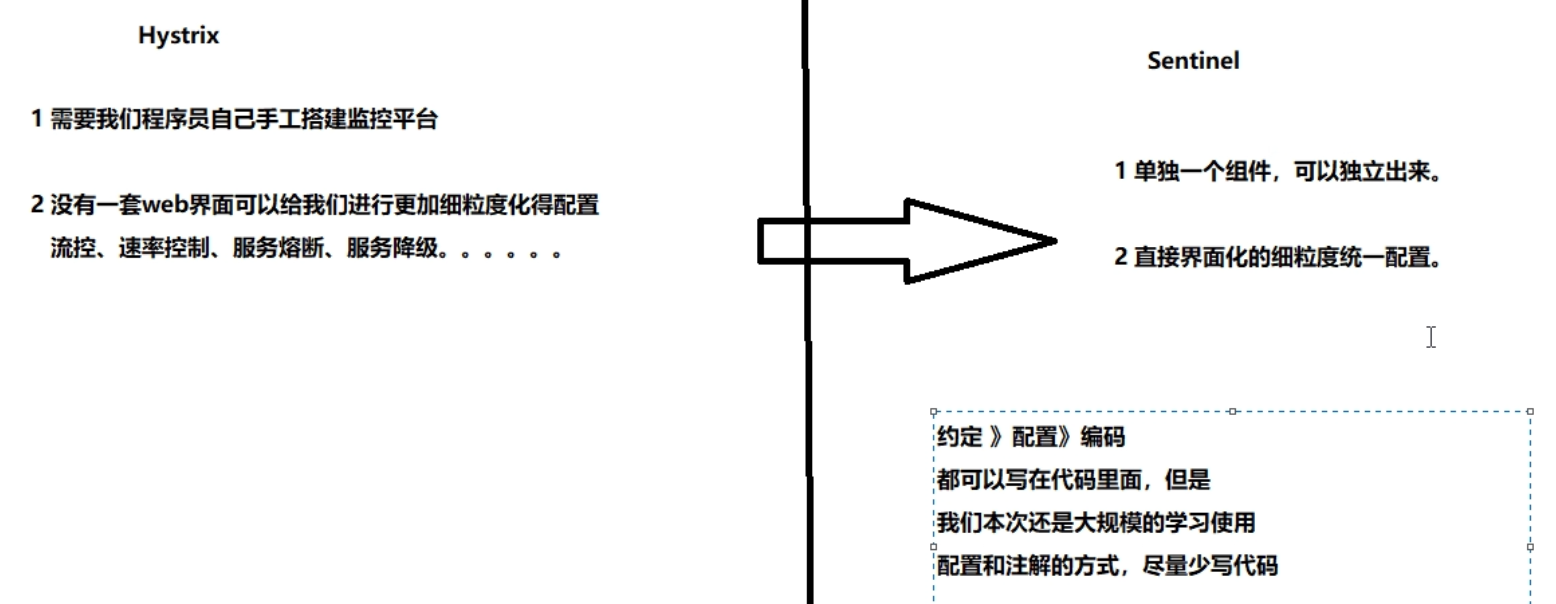 Hystrix
1 需要我们程序员自己手工搭建监控平台
2 没有一套web界面可以给我们进行更加细粒度化得配置
流控、速率控制、服务熔断、服务降级。。。。。。
Sentinel
1 单独一个组件，可以独立出来。
2 直接界面化的细粒度统一配置。
约定 》配置》编码
都可以写在代码里面，但是
我们本次还是大规模的学习使用
配置和注解的方式，尽量少写代码